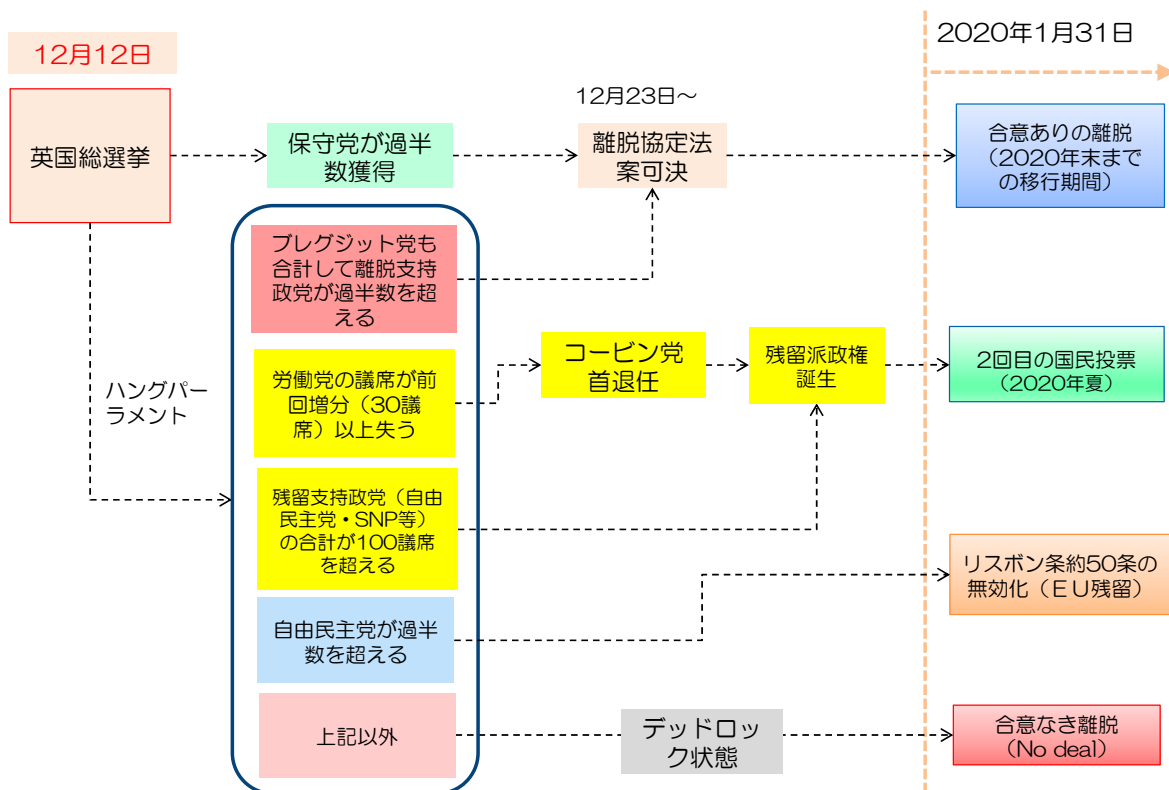 12月12日
2020年1月31日
英国総選挙
保守党が過半
数獲得
12月23日～
離脱協定法
案可決
合意ありの離脱
（2020年末まで
の移行期間）
ハングパー
ラメント
ブレグジット党も
合計して離脱支持
政党が過半数を超
える
労働党の議席が前
回増分（30議
席）以上失う
コービン党
首退任
残留派政権
誕生
2回目の国民投票
（2020年夏）
残留支持政党（自由
民主党・SNP等）
の合計が100議席
を超える
自由民主党が過半
数を超える
リスボン条約50条の
無効化（ＥＵ残留）
上記以外
デッドロッ
ク状態
合意なき離脱
（No deal）